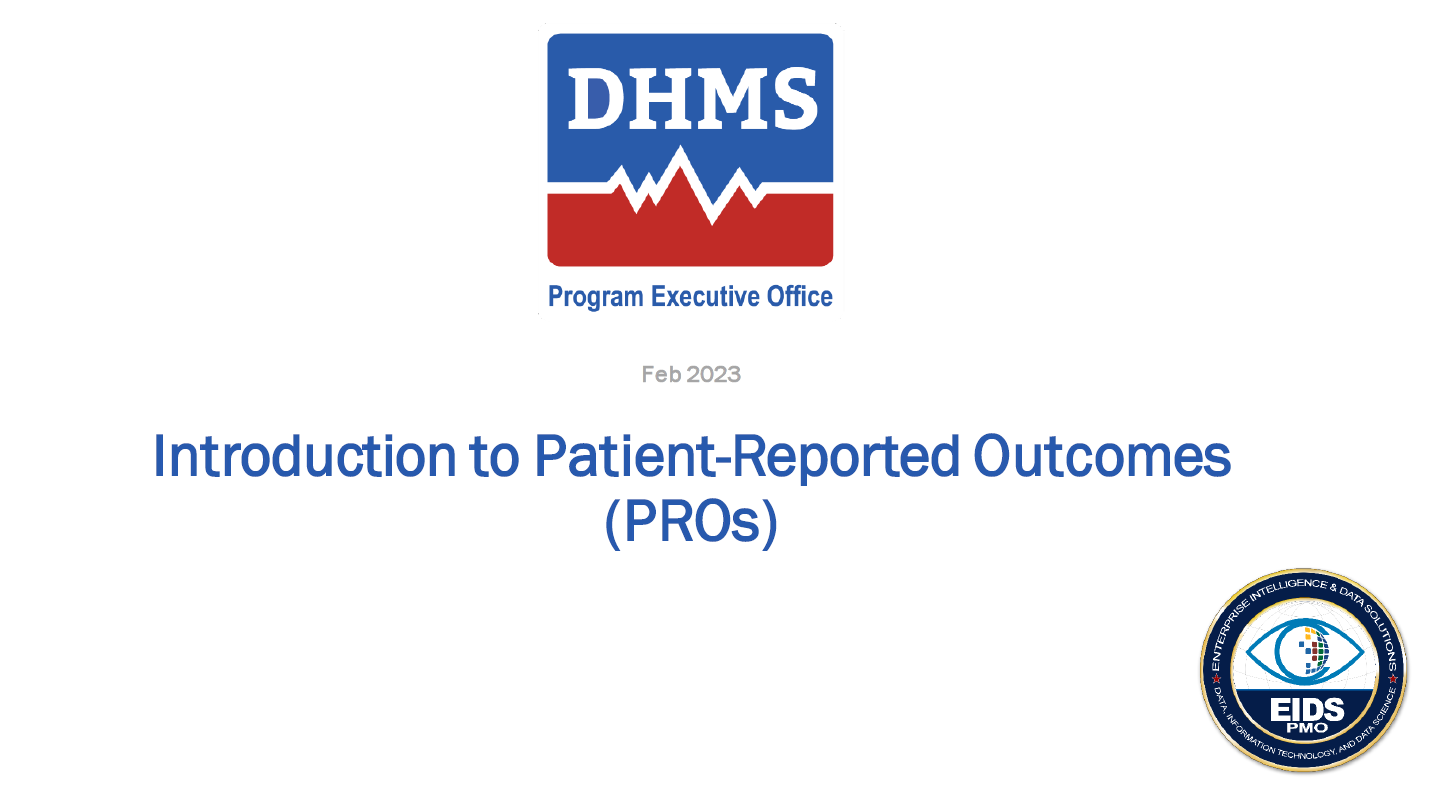 DHMS
Program Executive Office
Feb 2023
Introduction to Patient-Reported Outcomes
(PROs)
ENTERPRISE INTELLIGENCE & DATA SOLUTIONS
EIDS
PMO
DATA, INFORMATION TECHNOLOGY, AND DATA SCIENCE